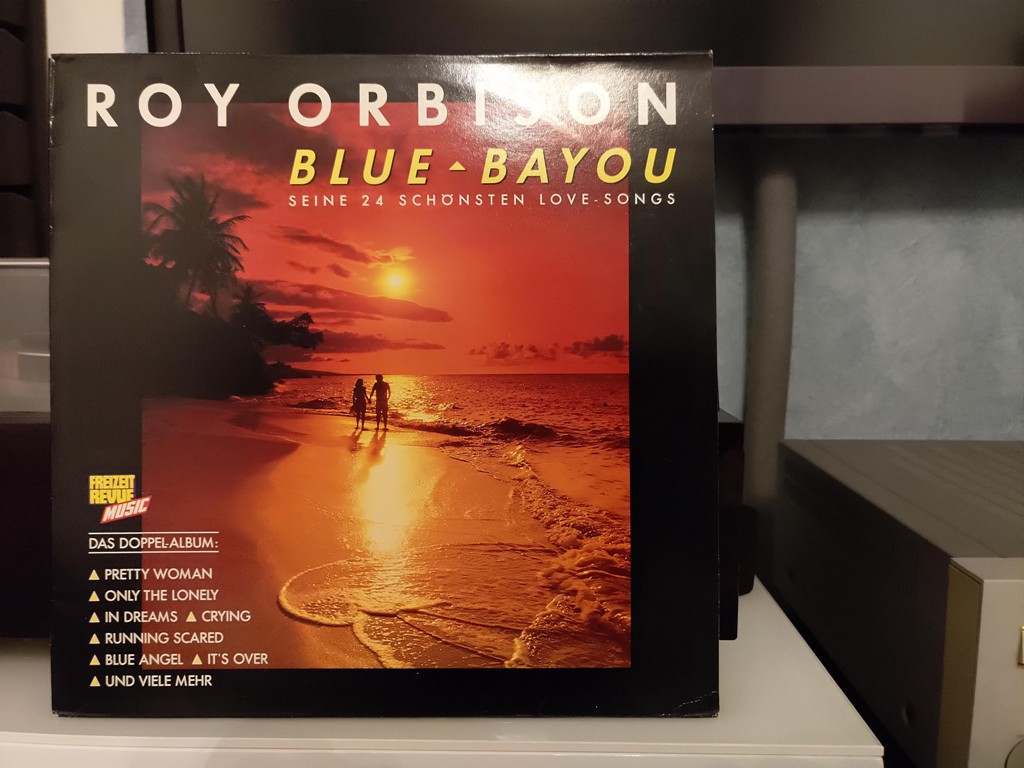 ROY ORBISON
BLUE▲BAYOU
SEINE 24 SCHÖNSTEN LOVE-SONGS
FREIZEIT
REVUE
MUSIC
DAS DOPPEL-ALBUM:
▲ PRETTY WOMAN
▲ ONLY THE LONELY
▲ IN DREAMS ▲ CRYING
▲ RUNNING SCARED
▲ BLUE ANGEL ▲ IT'S OVER
▲ UND VIELE MEHR